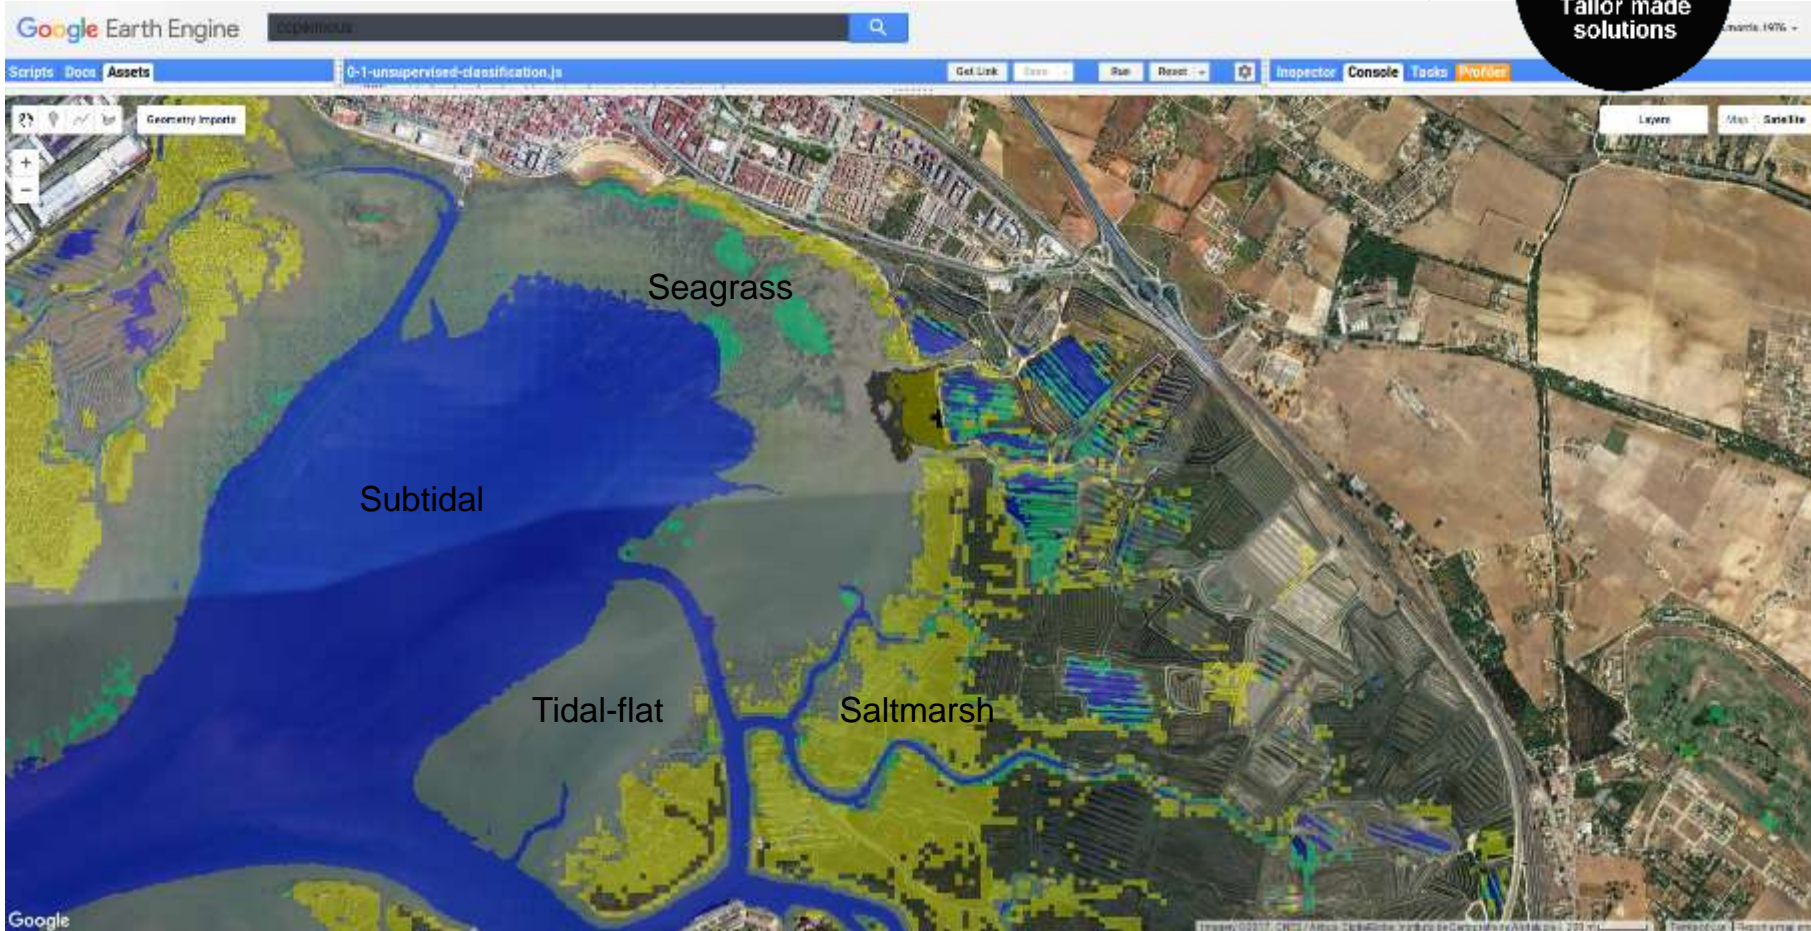 Tailor made
solutions
Google Earth Engine
Scripts Docs Assets
0-1-unsupervised-classification.js
Get Link Run Reset
Inspector Console Tasks Profiler
Geometry Imports
Layers
Map Satellite
+
−
Seagrass
Subtidal
Tidal-flat
Saltmarsh
Google